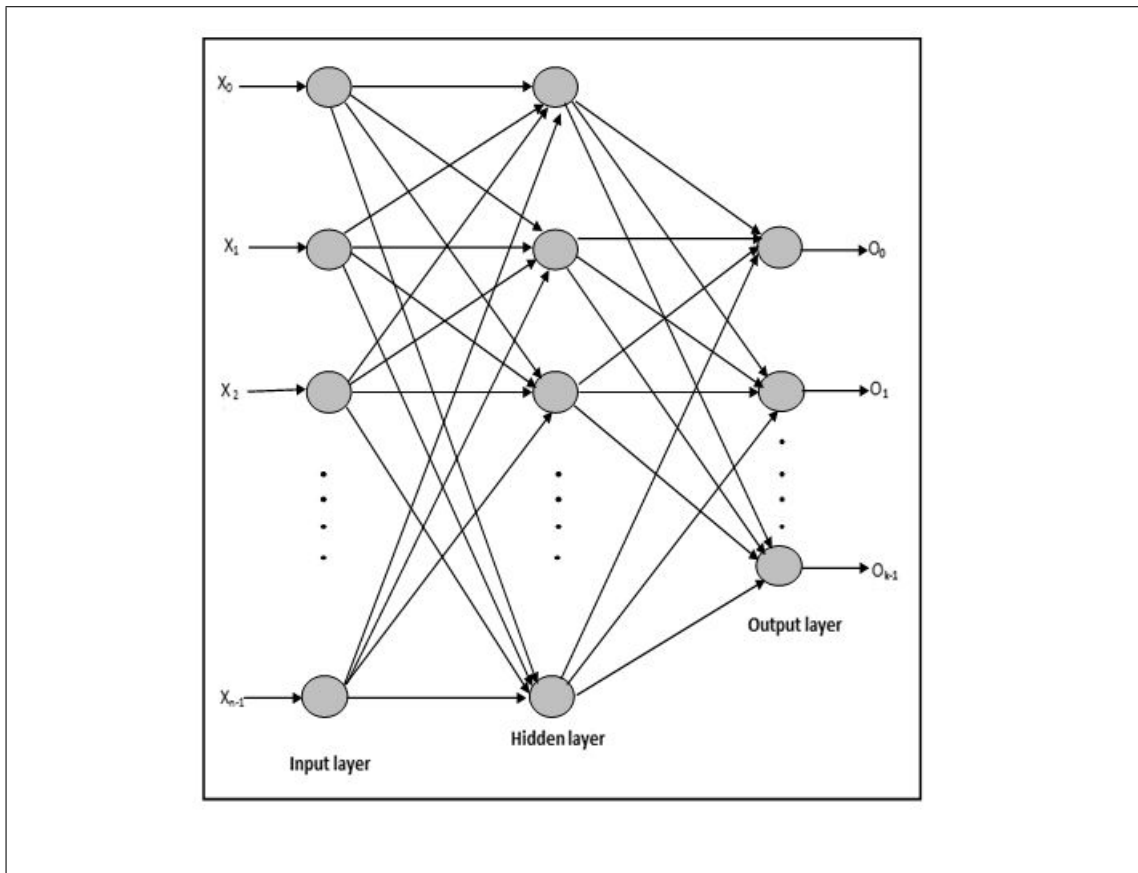 X₀
X₁
X₂
Xₙ₋₁
O₀
O₁
Oₖ₋₁
Input layer
Hidden layer
Output layer